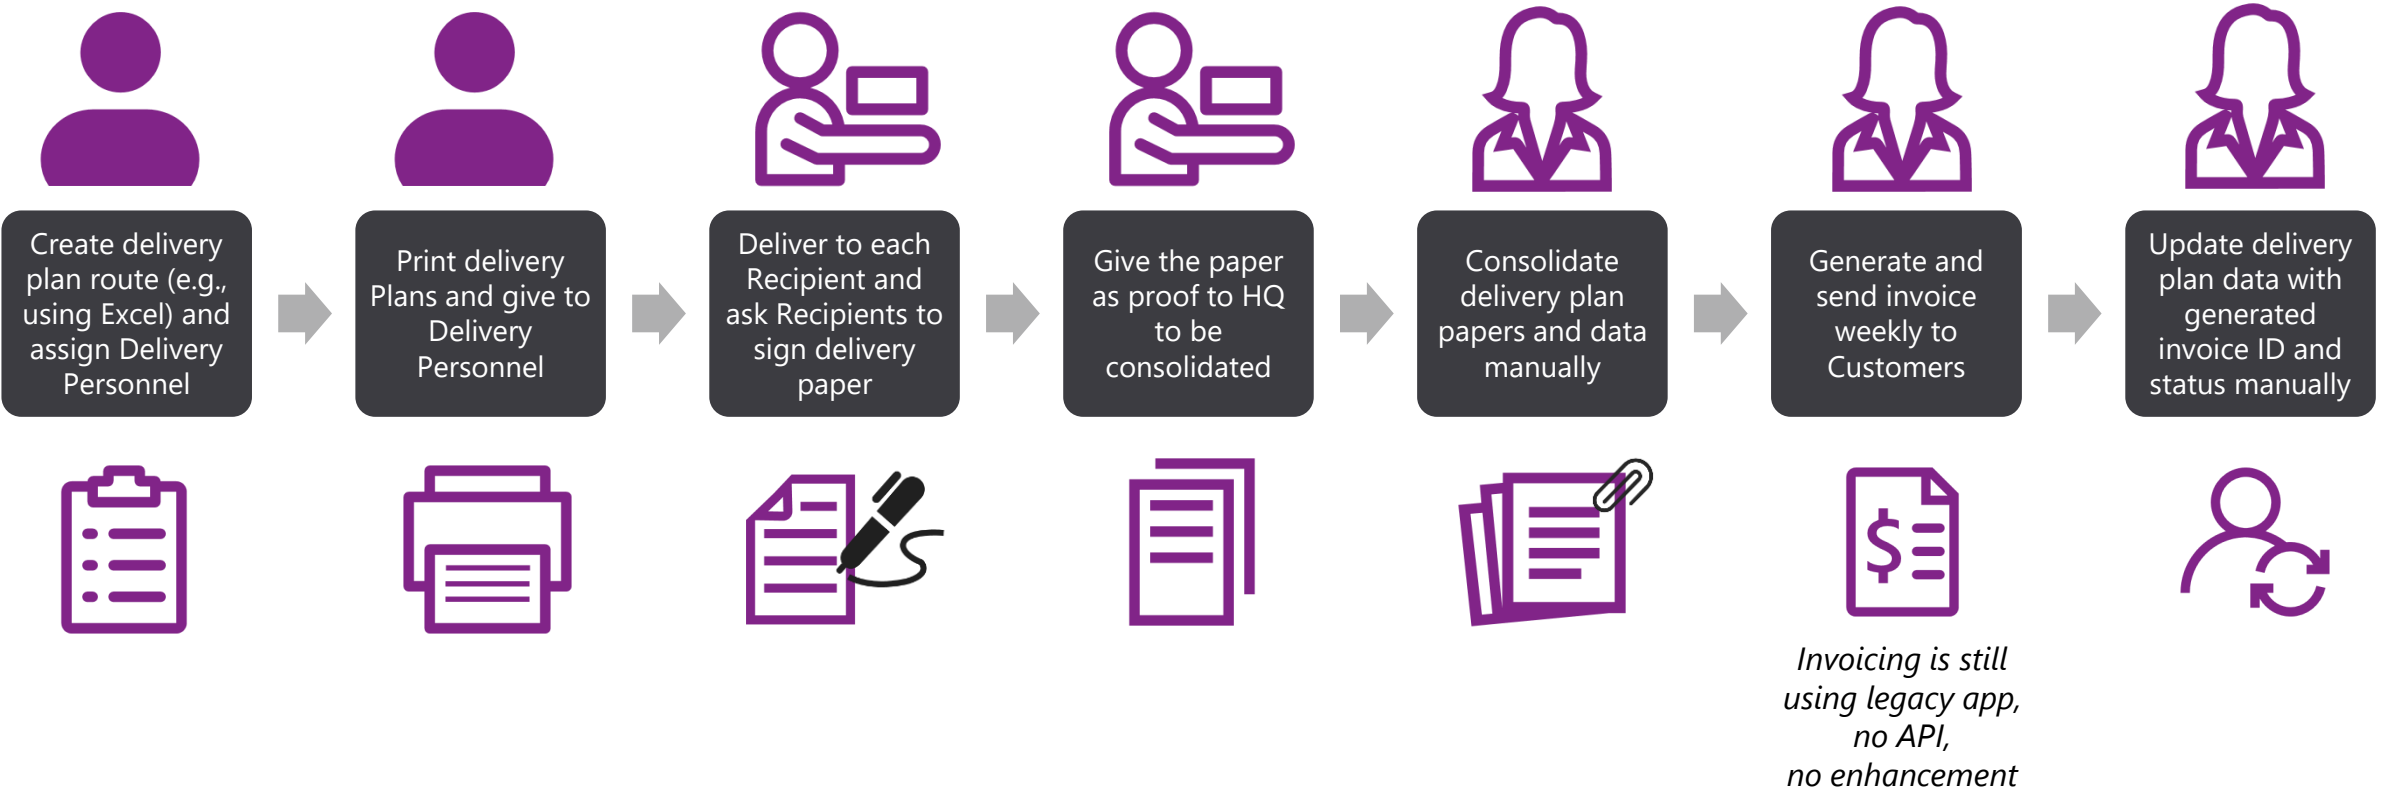 Create delivery
plan route (e.g.,
using Excel) and
assign Delivery
Personnel
Print delivery
Plans and give to
Delivery
Personnel
Deliver to each
Recipient and
ask Recipients to
sign delivery
paper
Give the paper
as proof to HQ
to be
consolidated
Consolidate
delivery plan
papers and data
manually
Generate and
send invoice
weekly to
Customers
Update delivery
plan data with
generated
invoice ID and
status manually
$
Invoicing is still
using legacy app,
no API,
no enhancement